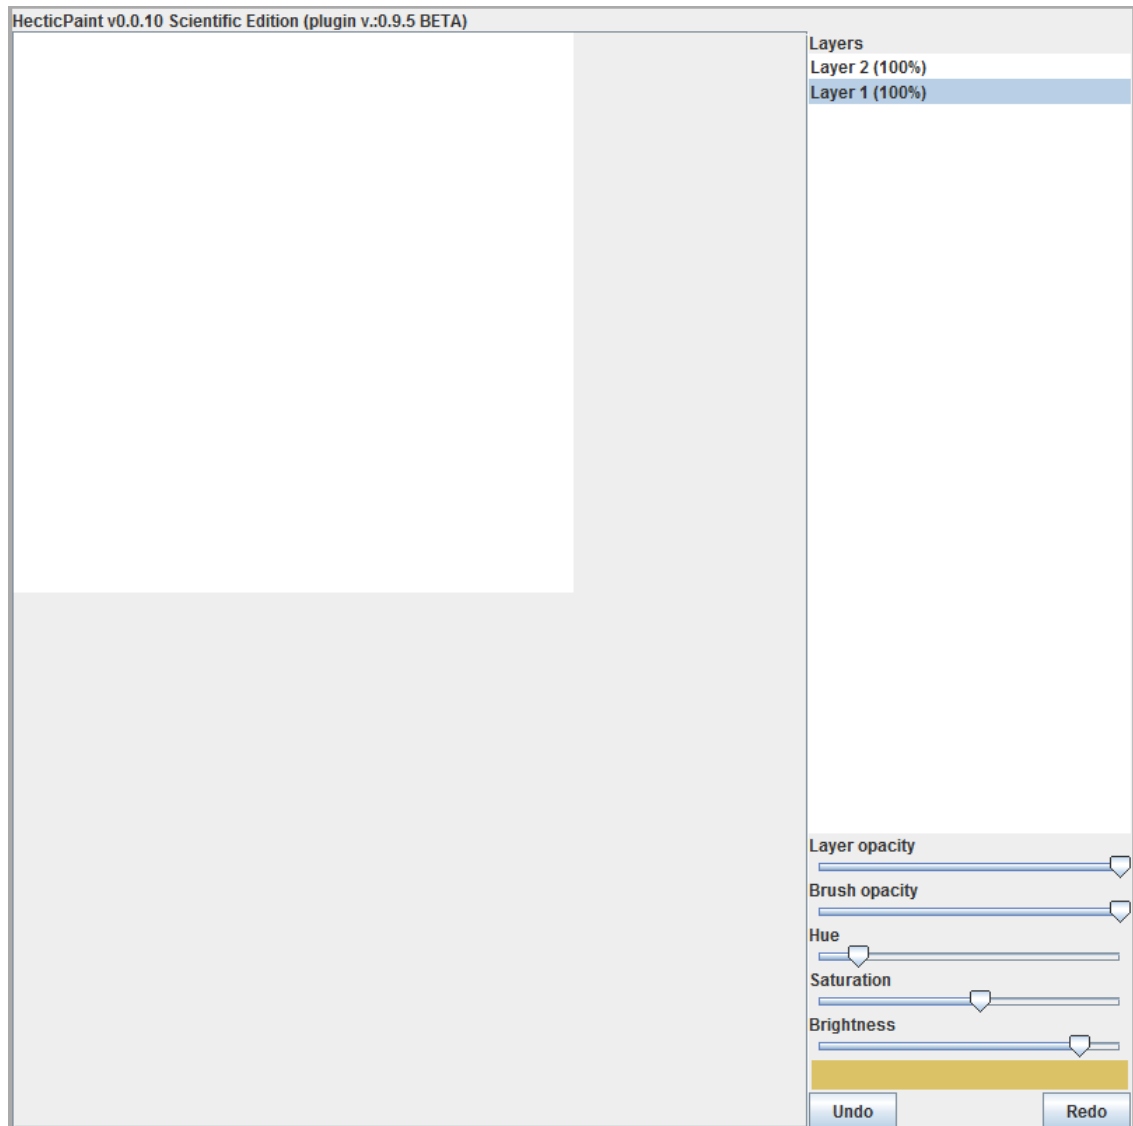 HecticPaint v0.0.10 Scientific Edition (plugin v.:0.9.5 BETA)
Layers
Layer 2 (100%)
Layer 1 (100%)
Layer opacity
Brush opacity
Hue
Saturation
Brightness
Undo
Redo